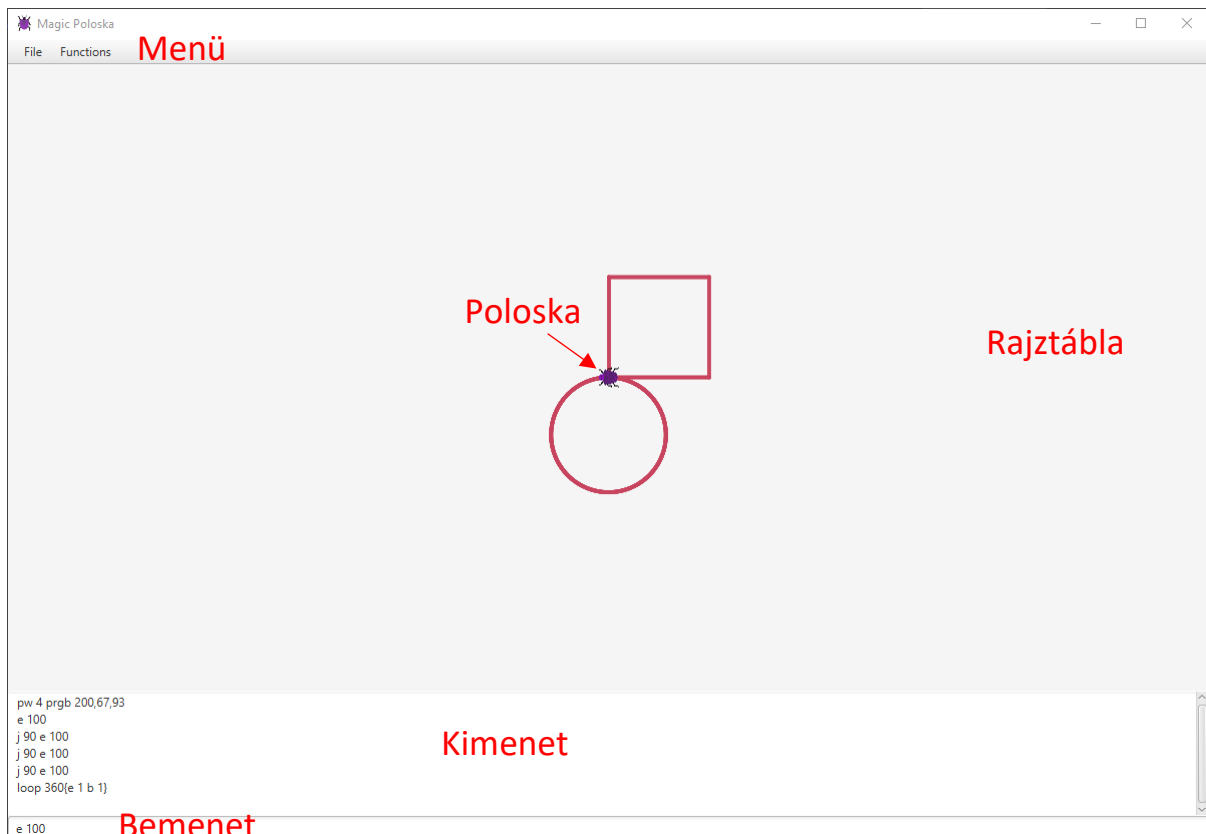 Magic Poloska
File Functions Menü
Poloska
Rajztábla
pw 4 prgb 200,67,93
e 100
j 90 e 100
j 90 e 100
j 90 e 100
loop 360{e 1 b 1}
Kimenet
e 100
Bemenet